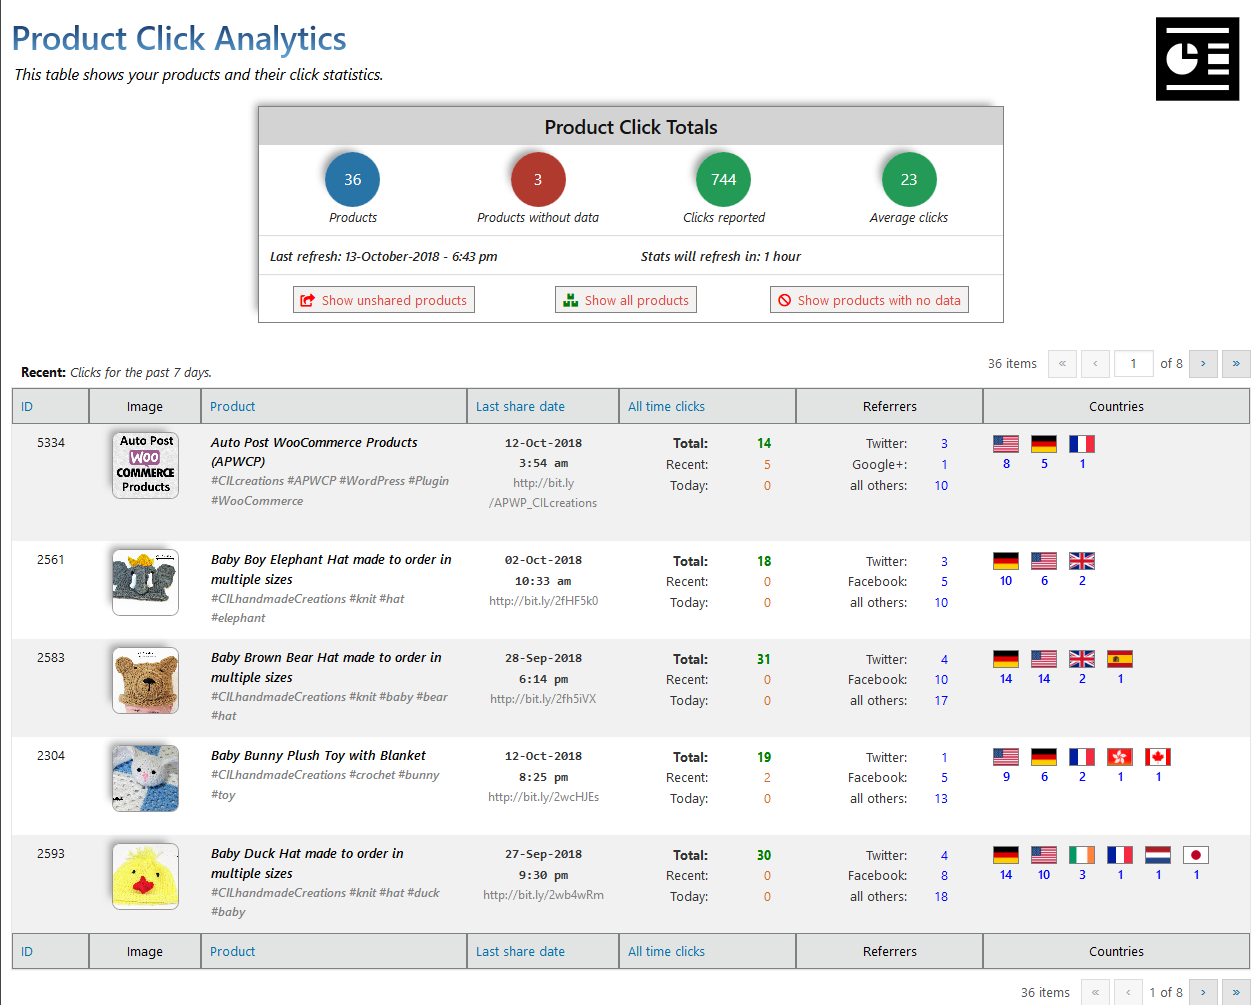 Product Click Analytics
This table shows your products and their click statistics.
Product Click Totals
36 3 744 23
Products Products without data Clicks reported Average clicks
Last refresh: 13-October-2018 - 6:43 pm Stats will refresh in: 1 hour
Show unshared products Show all products Show products with no data
Recent: Clicks for the past 7 days.
36 items « ‹ 1 of 8 › »
ID Image Product Last share date All time clicks Referrers Countries
5334
Auto Post
WOO
COMMERCE
Products
Auto Post WooCommerce Products
(APWCP)
#CILcreations #APWCP #WordPress #Plugin
#WooCommerce
12-Oct-2018
3:54 am
http://bit.ly
/APWP_CILcreations
Total: 14
Recent: 5
Today: 0
Twitter: 3
Google+: 1
all others: 10
8 5 1
2561
Baby Boy Elephant Hat made to order in
multiple sizes
#CILhandmadeCreations #knit #hat
#elephant
02-Oct-2018
10:33 am
http://bit.ly/2fHF5k0
Total: 18
Recent: 0
Today: 0
Twitter: 3
Facebook: 5
all others: 10
10 6 2
2583
Baby Brown Bear Hat made to order in
multiple sizes
#CILhandmadeCreations #knit #baby #bear
#hat
28-Sep-2018
6:14 pm
http://bit.ly/2fh5iVX
Total: 31
Recent: 0
Today: 0
Twitter: 4
Facebook: 10
all others: 17
14 14 2 1
2304
Baby Bunny Plush Toy with Blanket
#CILhandmadeCreations #crochet #bunny
#toy
12-Oct-2018
8:25 pm
http://bit.ly/2wcHJEs
Total: 19
Recent: 2
Today: 0
Twitter: 1
Facebook: 5
all others: 13
9 6 2 1 1
2593
Baby Duck Hat made to order in
multiple sizes
#CILhandmadeCreations #knit #hat #duck
#baby
27-Sep-2018
9:30 pm
http://bit.ly/2wb4wRm
Total: 30
Recent: 0
Today: 0
Twitter: 4
Facebook: 8
all others: 18
14 10 3 1 1 1
ID Image Product Last share date All time clicks Referrers Countries
36 items « ‹ 1 of 8 › »